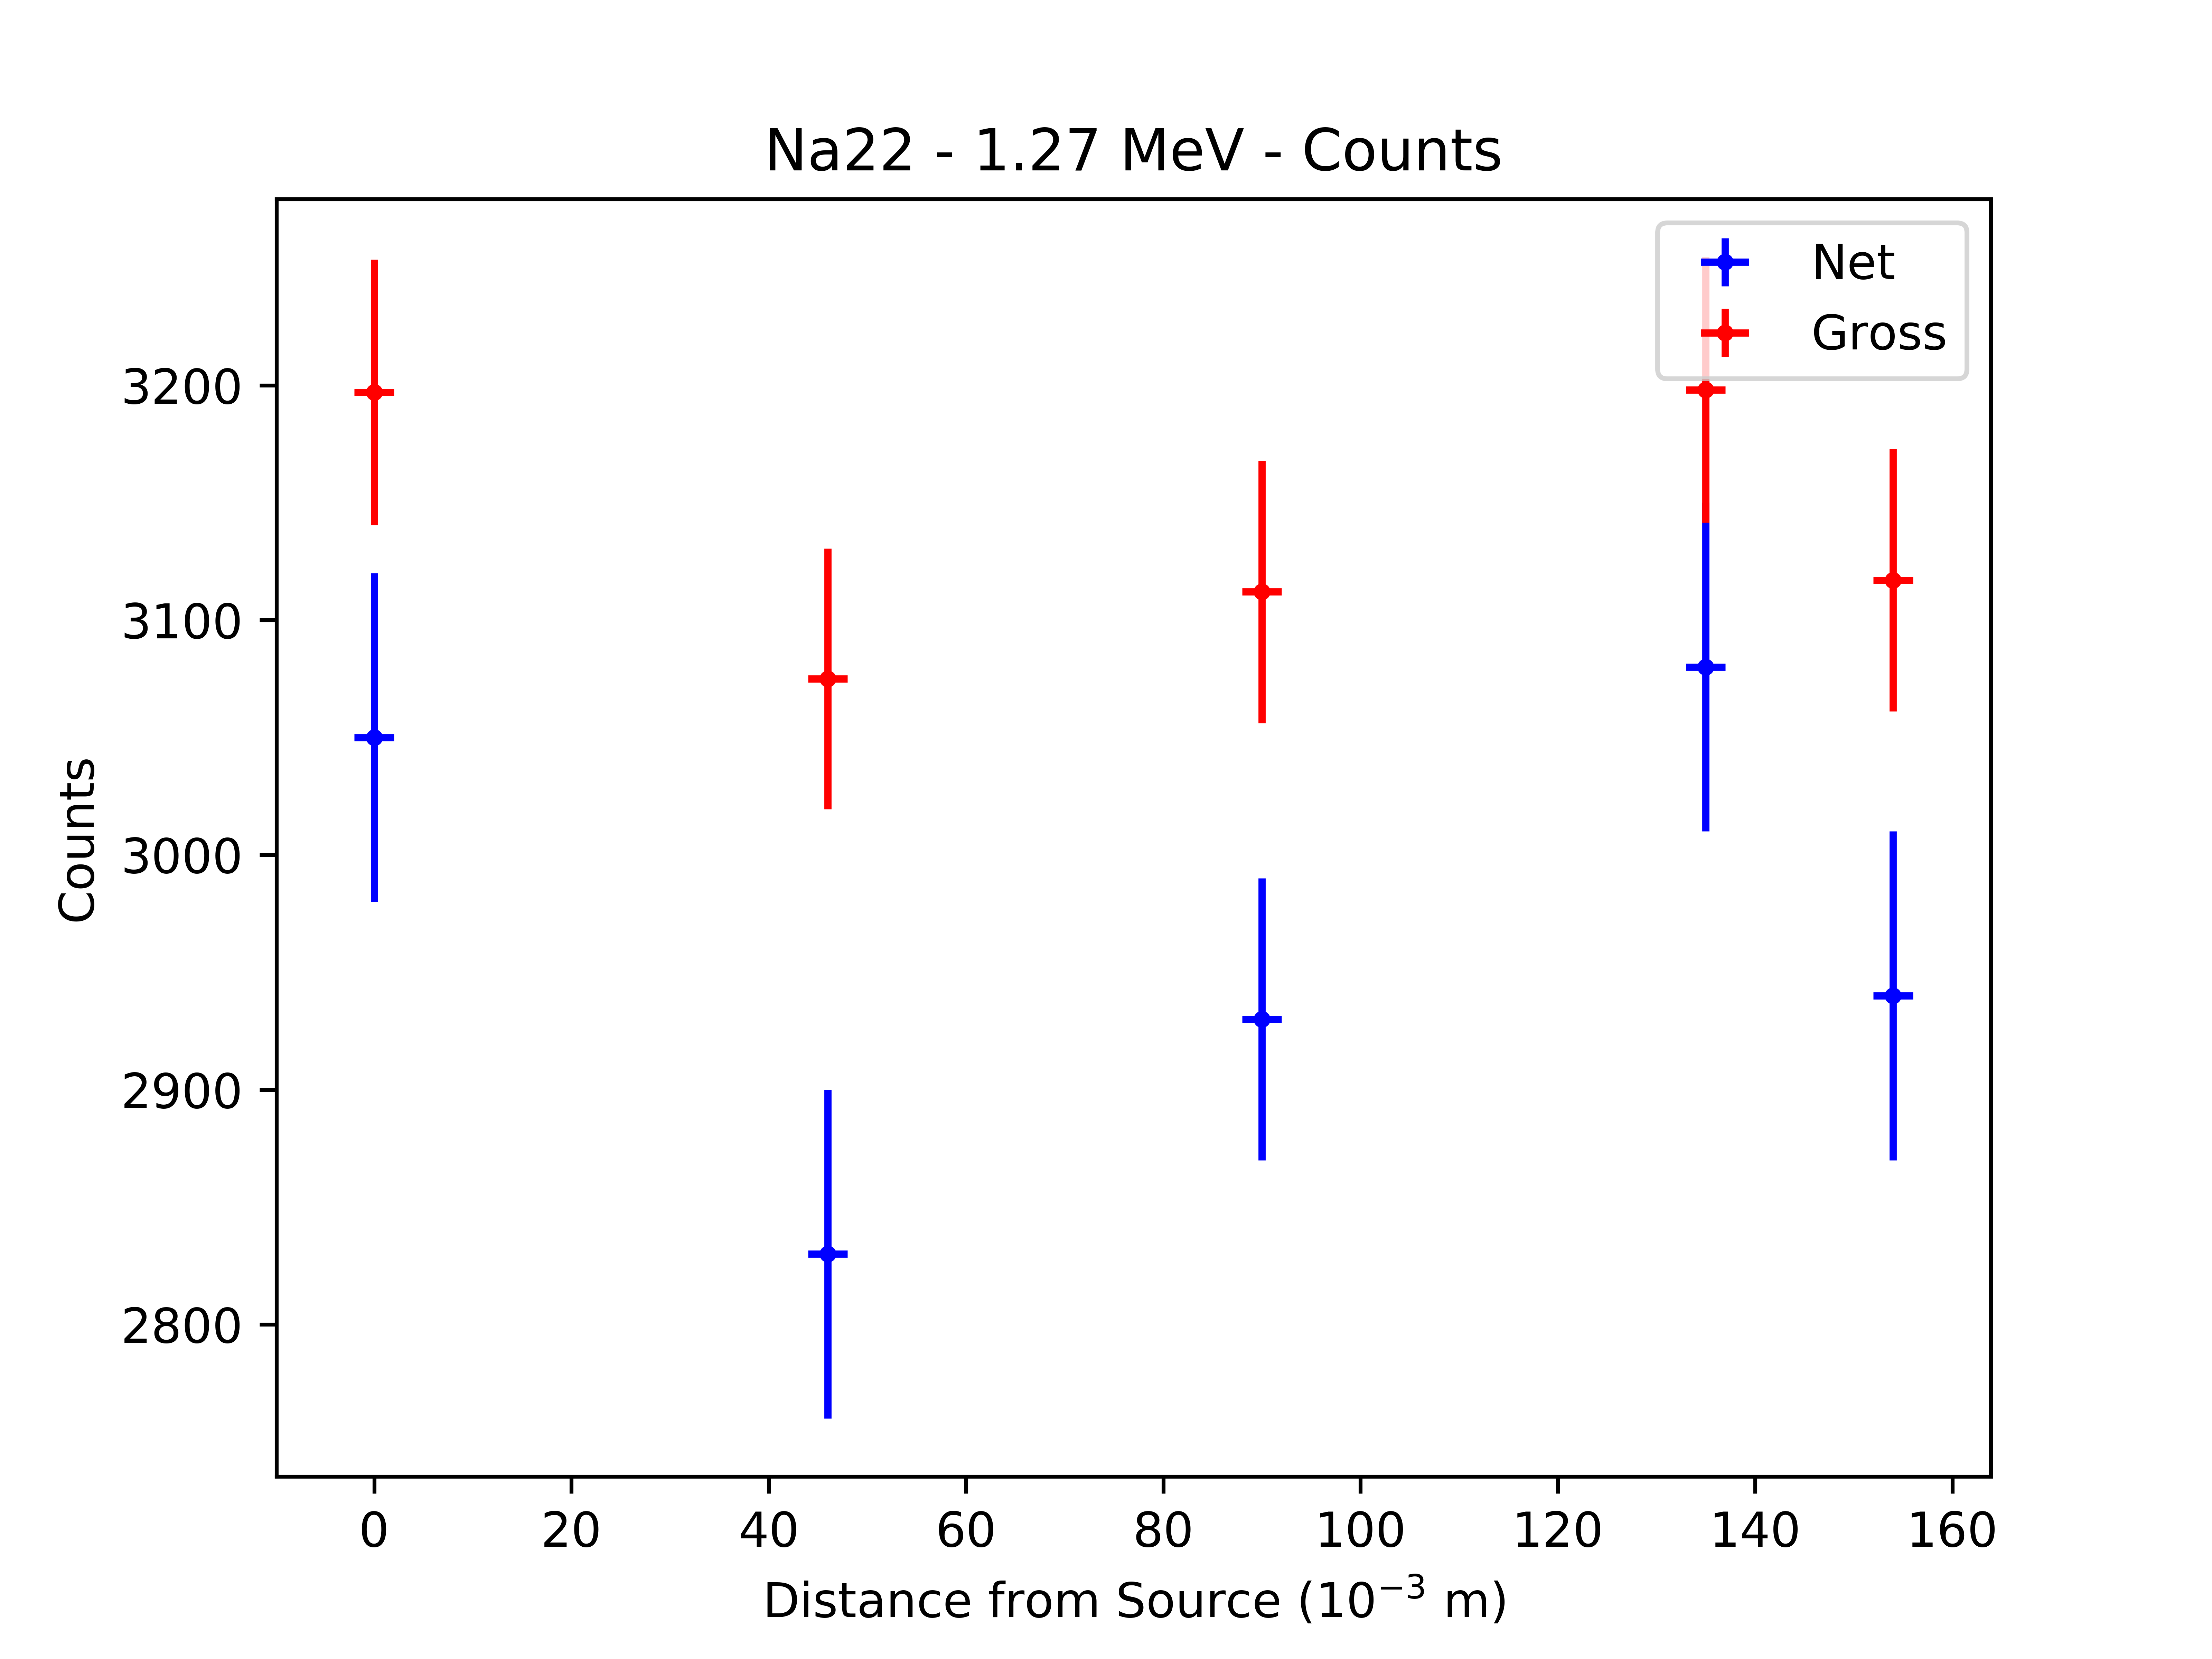 Na22 - 1.27 MeV - Counts
Net
Gross
3200
3100
3000
2900
2800
Counts
0 20 40 60 80 100 120 140 160
Distance from Source (10⁻³ m)